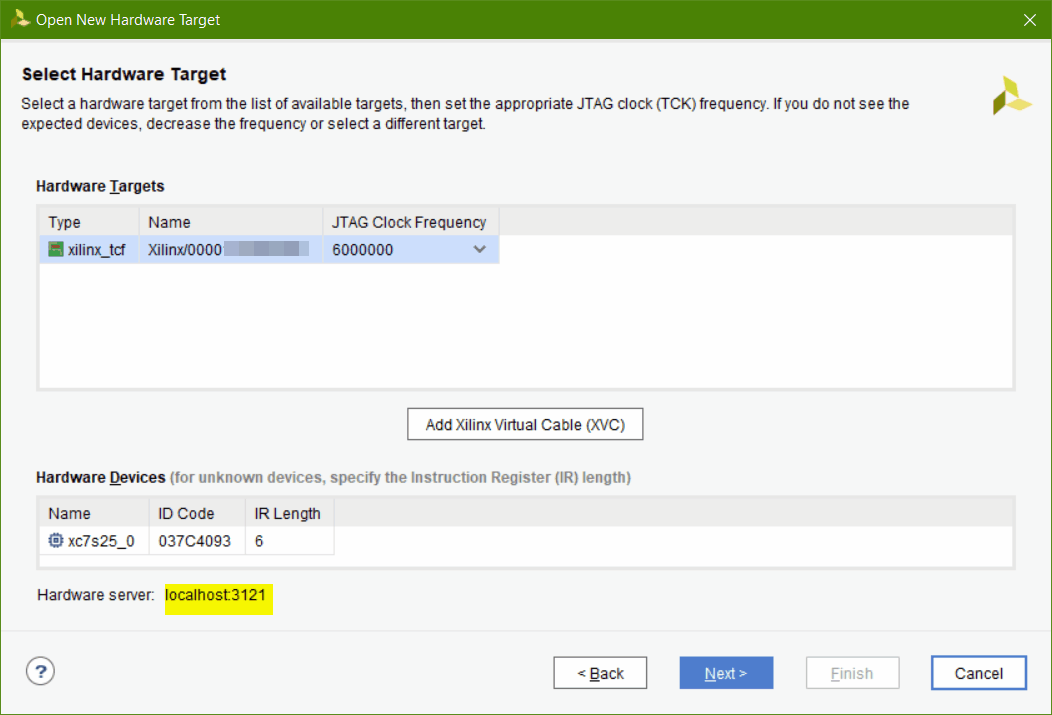 Open New Hardware Target
Select Hardware Target
Select a hardware target from the list of available targets, then set the appropriate JTAG clock (TCK) frequency. If you do not see the
expected devices, decrease the frequency or select a different target.
Hardware Targets
Type Name JTAG Clock Frequency
xilinx_tcf Xilinx/0000 6000000
Add Xilinx Virtual Cable (XVC)
Hardware Devices (for unknown devices, specify the Instruction Register (IR) length)
Name ID Code IR Length
xc7s25_0 037C4093 6
Hardware server: localhost:3121
? < Back Next > Finish Cancel